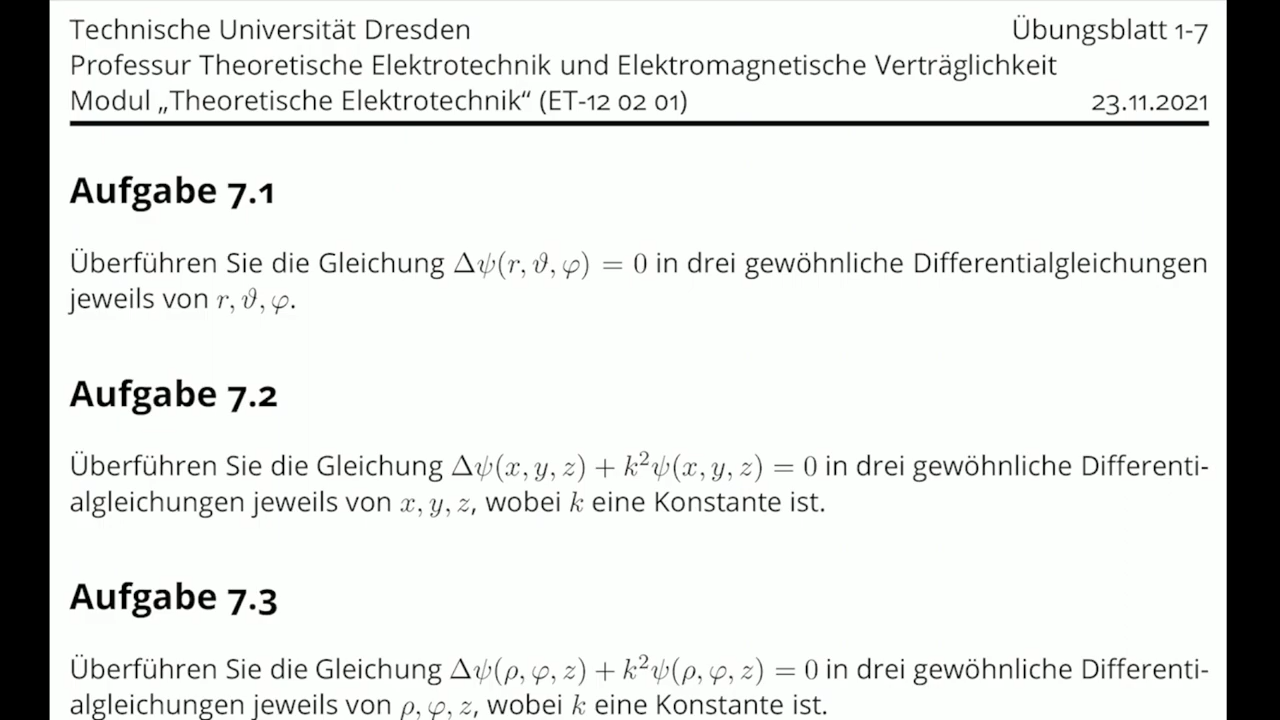 Technische Universität Dresden Übungsblatt 1-7
Professur Theoretische Elektrotechnik und Elektromagnetische Verträglichkeit
Modul „Theoretische Elektrotechnik“ (ET-12 02 01) 23.11.2021
Aufgabe 7.1
Überführen Sie die Gleichung Δψ(r, ϑ, φ) = 0 in drei gewöhnliche Differentialgleichungen
jeweils von r, ϑ, φ.
Aufgabe 7.2
Überführen Sie die Gleichung Δψ(x, y, z) + k²ψ(x, y, z) = 0 in drei gewöhnliche Differenti-
algleichungen jeweils von x, y, z, wobei k eine Konstante ist.
Aufgabe 7.3
Überführen Sie die Gleichung Δψ(ρ, φ, z) + k²ψ(ρ, φ, z) = 0 in drei gewöhnliche Differenti-
algleichungen jeweils von ρ, φ, z, wobei k eine Konstante ist.